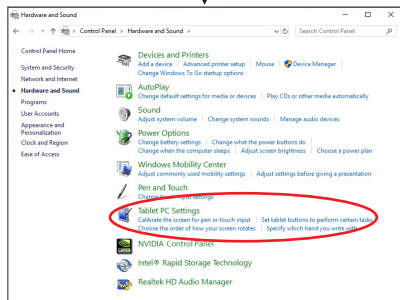 Hardware and Sound
Control Panel > Hardware and Sound >
Search Control Panel
Control Panel Home
System and Security
Network and Internet
Hardware and Sound
Programs
User Accounts
Appearance and
Personalization
Clock and Region
Ease of Access
Devices and Printers
Add a device | Advanced printer setup | Mouse | Device Manager
Change Windows To Go startup options
AutoPlay
Change default settings for media or devices | Play CDs or other media automatically
Sound
Adjust system volume | Change system sounds | Manage audio devices
Power Options
Change battery settings | Change what the power buttons do
Change when the computer sleeps | Adjust screen brightness | Choose a power plan
Windows Mobility Center
Adjust commonly used mobility settings | Adjust settings before giving a presentation
Pen and Touch
Change touch input settings
Tablet PC Settings
Calibrate the screen for pen or touch input | Set tablet buttons to perform certain tasks
Choose the order of how your screen rotates | Specify which hand you write with
NVIDIA Control Panel
Intel® Rapid Storage Technology
Realtek HD Audio Manager